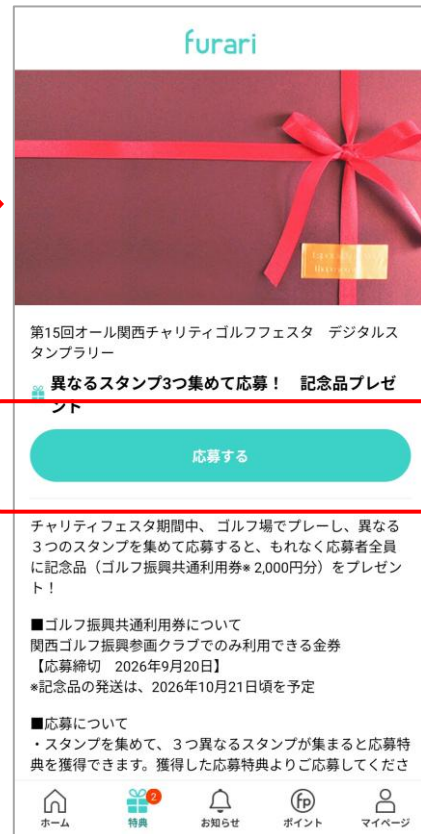 furari
第15回オール関西チャリティゴルフフェスタ　デジタルス
タンプラリー
異なるスタンプ3つ集めて応募！　記念品プレゼ
ント
応募する
チャリティフェスタ期間中、 ゴルフ場でプレーし、異なる
３つのスタンプを集めて応募すると、もれなく応募者全員
に記念品（ゴルフ振興共通利用券※2,000円分）をプレゼン
ト！
■ゴルフ振興共通利用券について
関西ゴルフ振興参画クラブでのみ利用できる金券
【応募締切　2026年9月20日】
※記念品の発送は、2026年10月21日頃を予定
■応募について
・スタンプを集めて、３つ異なるスタンプが集まると応募特
典を獲得できます。獲得した応募特典よりご応募してくださ
2
fp
ホーム 特典 お知らせ ポイント マイページ